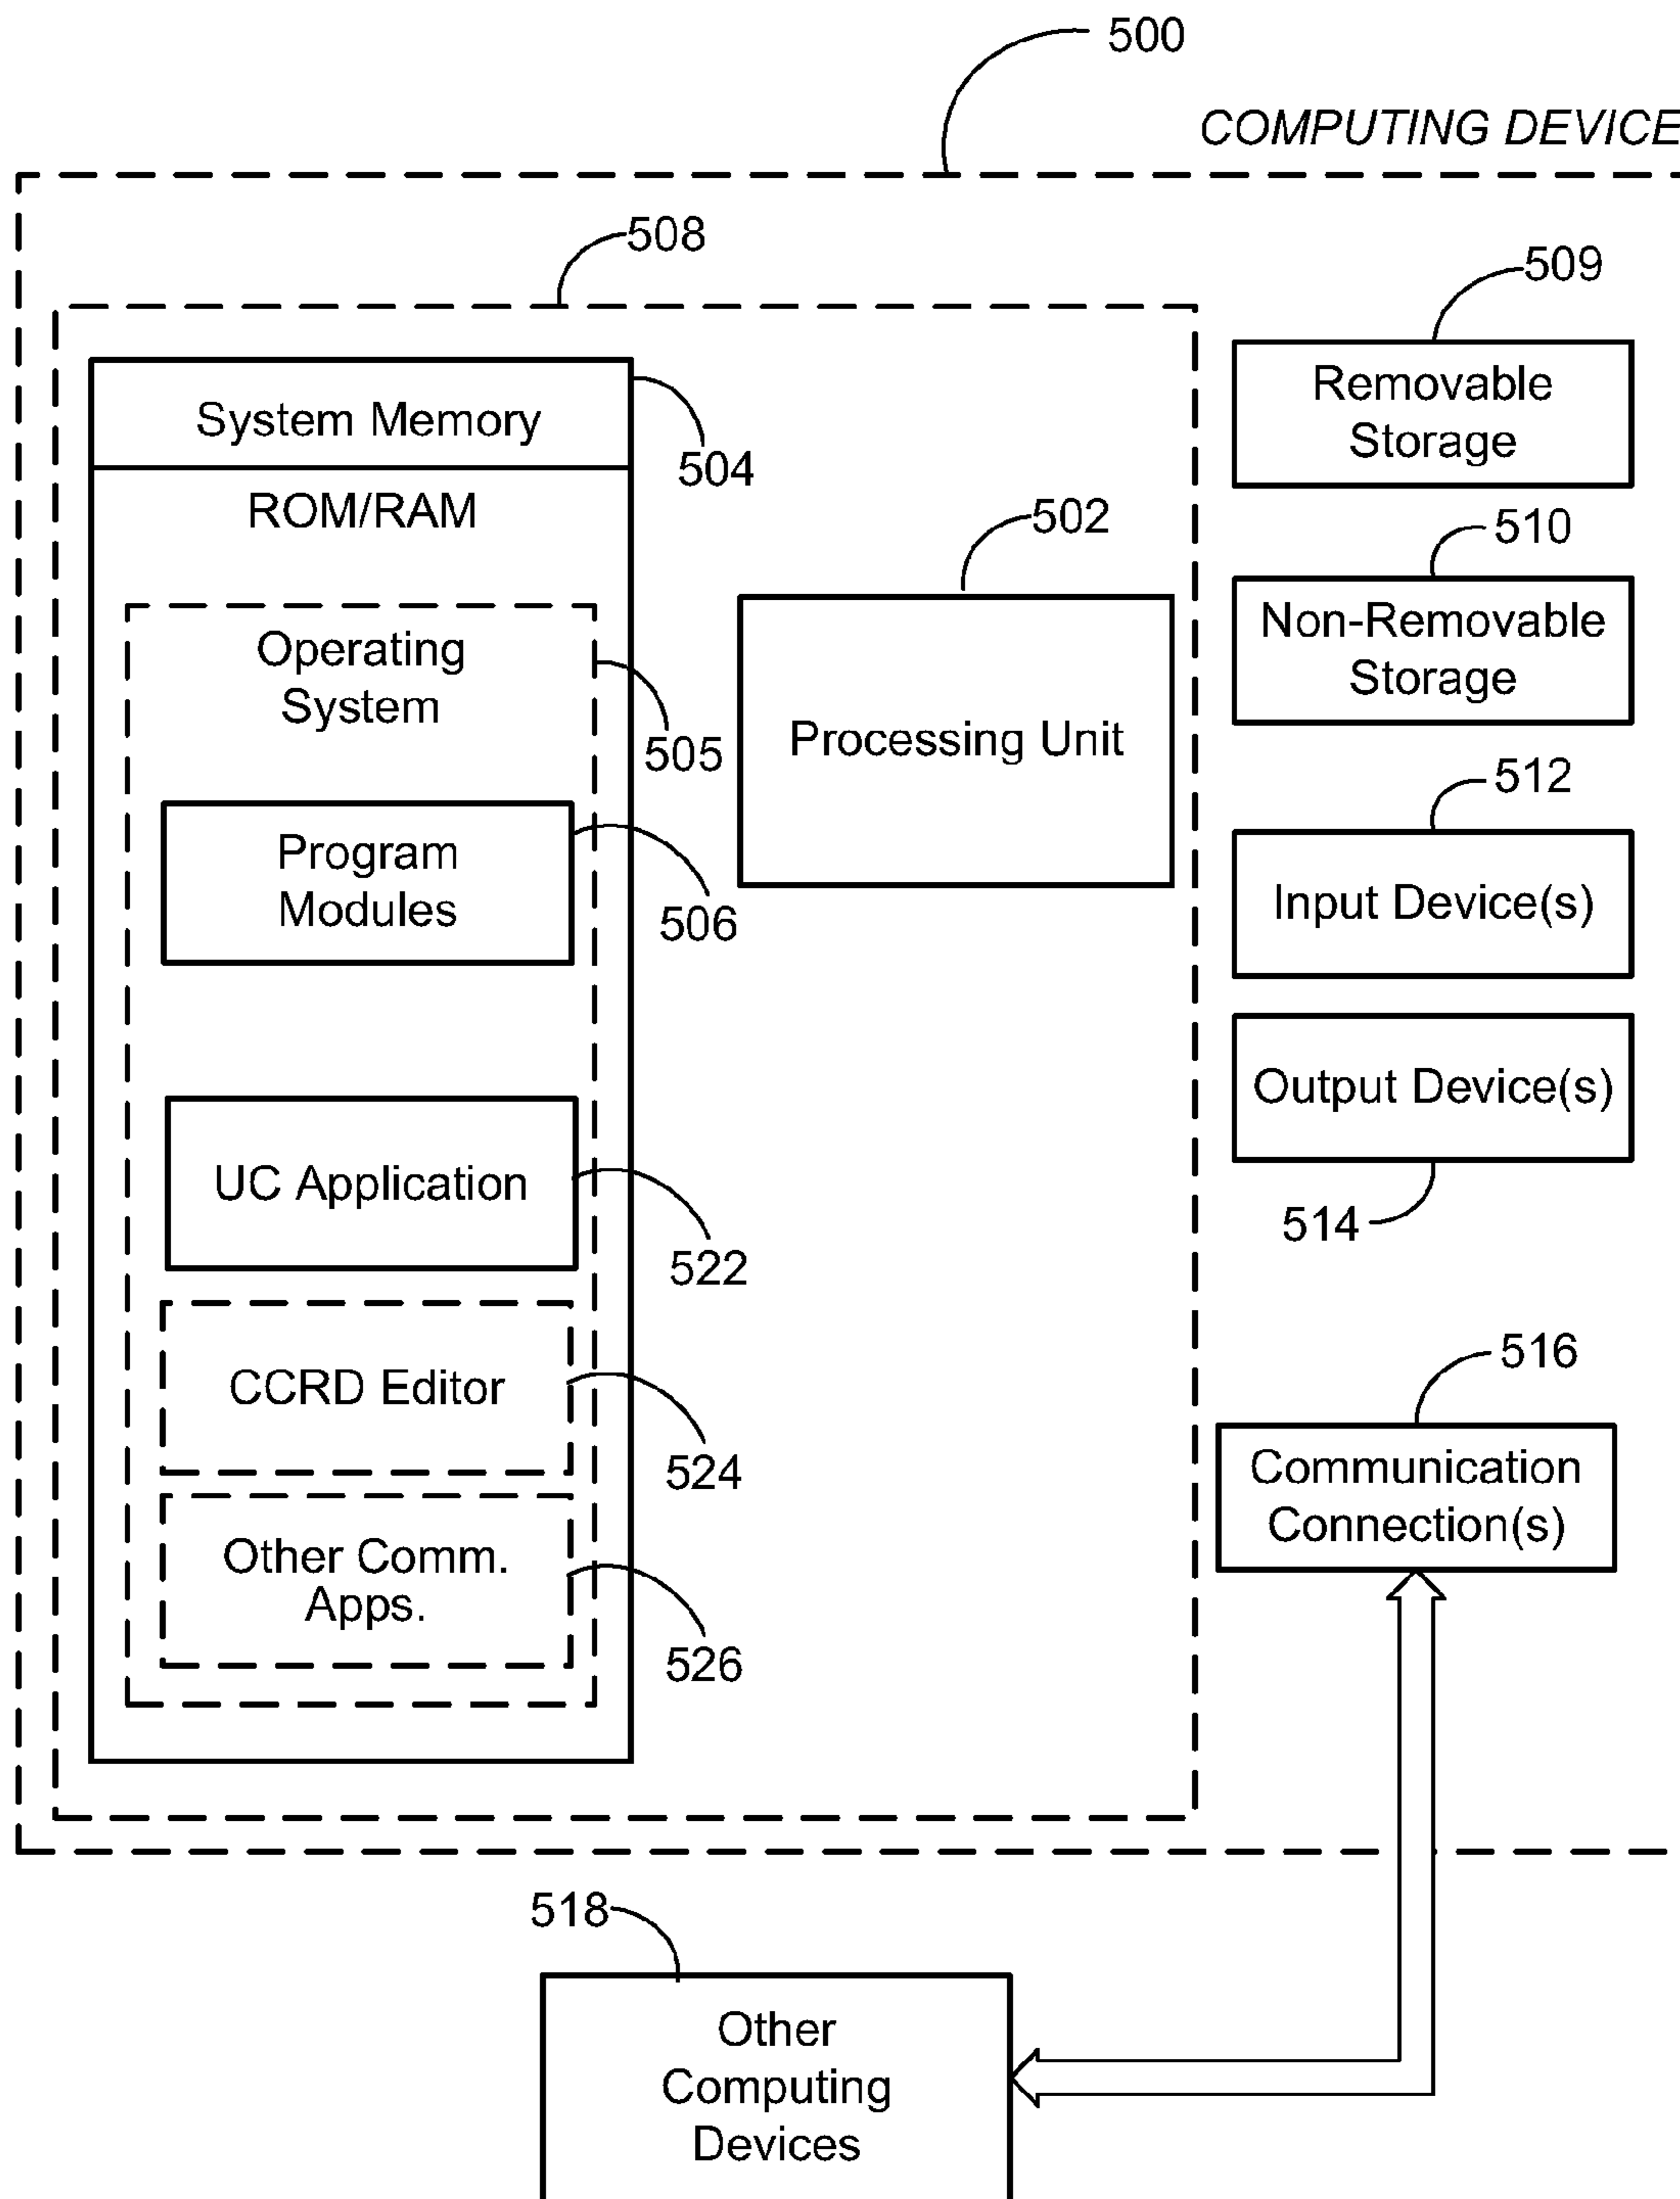 500
COMPUTING DEVICE
508
509
Removable
Storage
System Memory
504
ROM/RAM
502
510
Non-Removable
Storage
Operating
System
505
Processing Unit
512
Input Device(s)
Program
Modules
506
Output Device(s)
514
UC Application
522
516
CCRD Editor
524
Communication
Connection(s)
Other Comm.
Apps.
526
518
Other
Computing
Devices